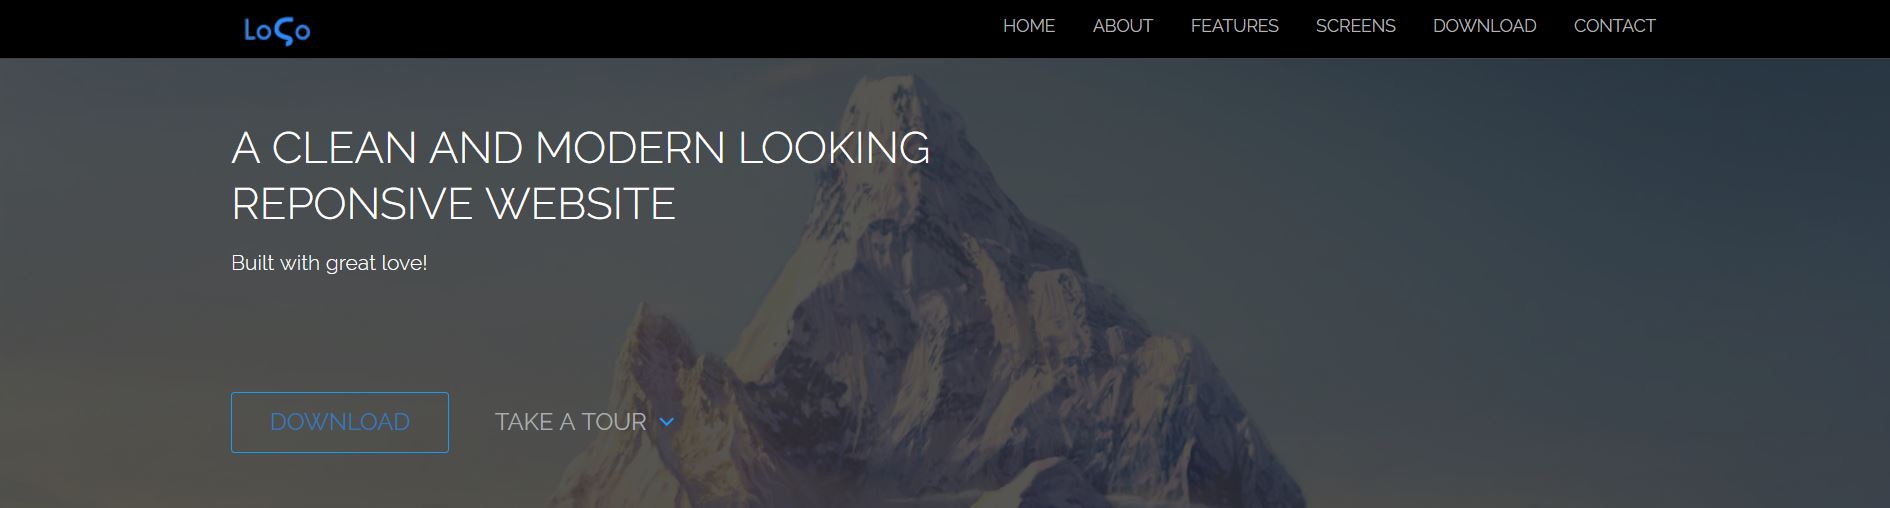 LoGo
HOME ABOUT FEATURES SCREENS DOWNLOAD CONTACT
A CLEAN AND MODERN LOOKING
REPONSIVE WEBSITE
Built with great love!
DOWNLOAD TAKE A TOUR